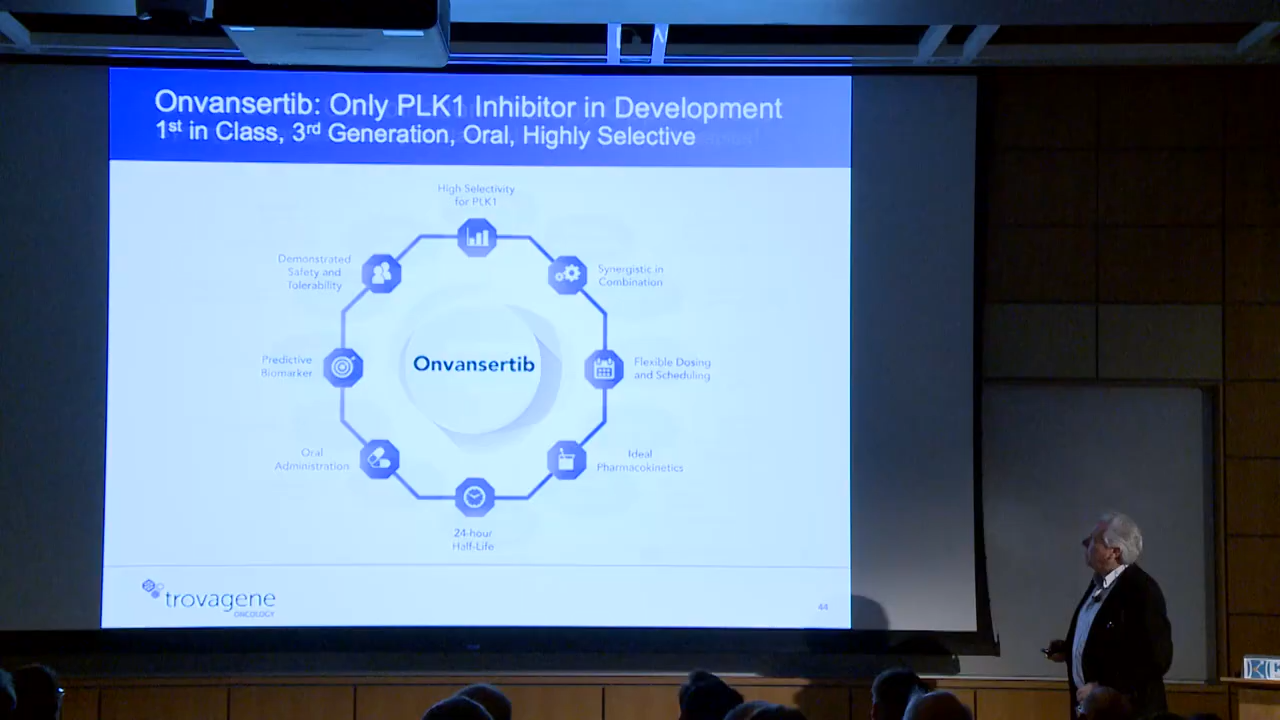 Onvansertib: Only PLK1 Inhibitor in Development
1st in Class, 3rd Generation, Oral, Highly Selective
High Selectivity
for PLK1
Demonstrated
Safety and
Tolerability
Synergistic in
Combination
Predictive
Biomarker
Onvansertib
Flexible Dosing
and Scheduling
Oral
Administration
Ideal
Pharmacokinetics
24-hour
Half-Life
trovagene
ONCOLOGY
44